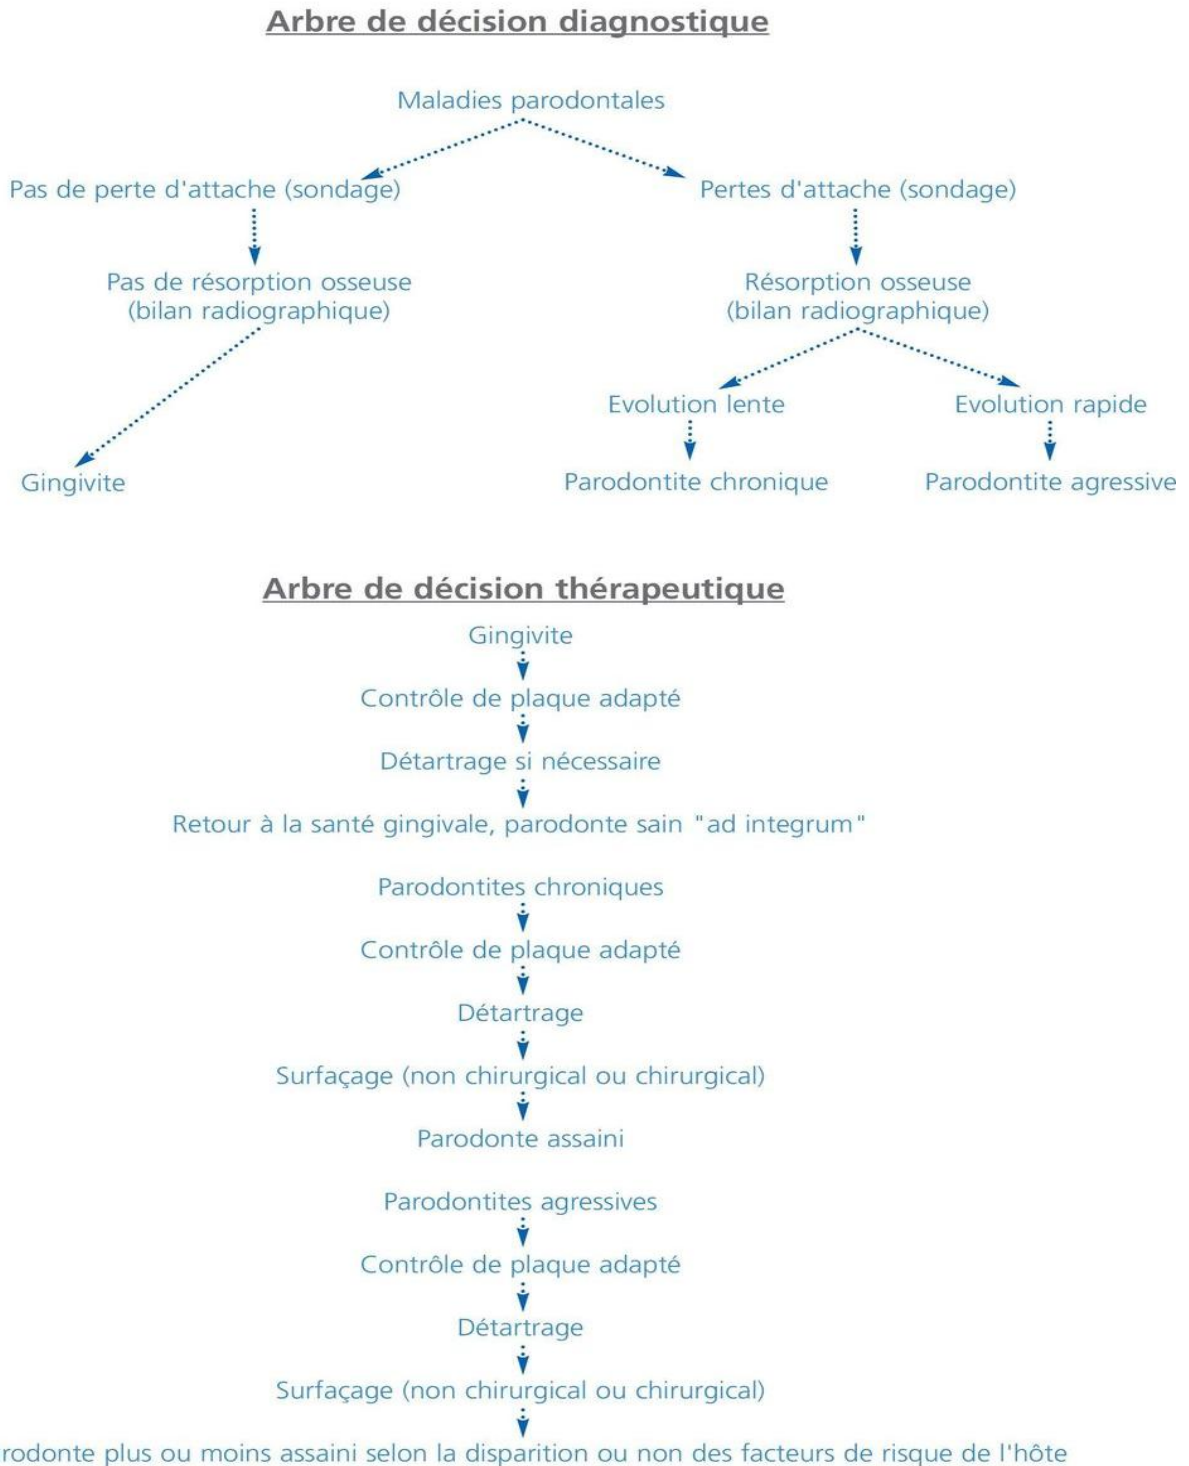 Arbre de décision diagnostique
Maladies parodontales
Pas de perte d'attache (sondage)
Pertes d'attache (sondage)
Pas de résorption osseuse
(bilan radiographique)
Résorption osseuse
(bilan radiographique)
Evolution lente
Evolution rapide
Gingivite
Parodontite chronique
Parodontite agressive
Arbre de décision thérapeutique
Gingivite
Contrôle de plaque adapté
Détartrage si nécessaire
Retour à la santé gingivale, parodonte sain "ad integrum"
Parodontites chroniques
Contrôle de plaque adapté
Détartrage
Surfaçage (non chirurgical ou chirurgical)
Parodonte assaini
Parodontites agressives
Contrôle de plaque adapté
Détartrage
Surfaçage (non chirurgical ou chirurgical)
rodonte plus ou moins assaini selon la disparition ou non des facteurs de risque de l'hôte